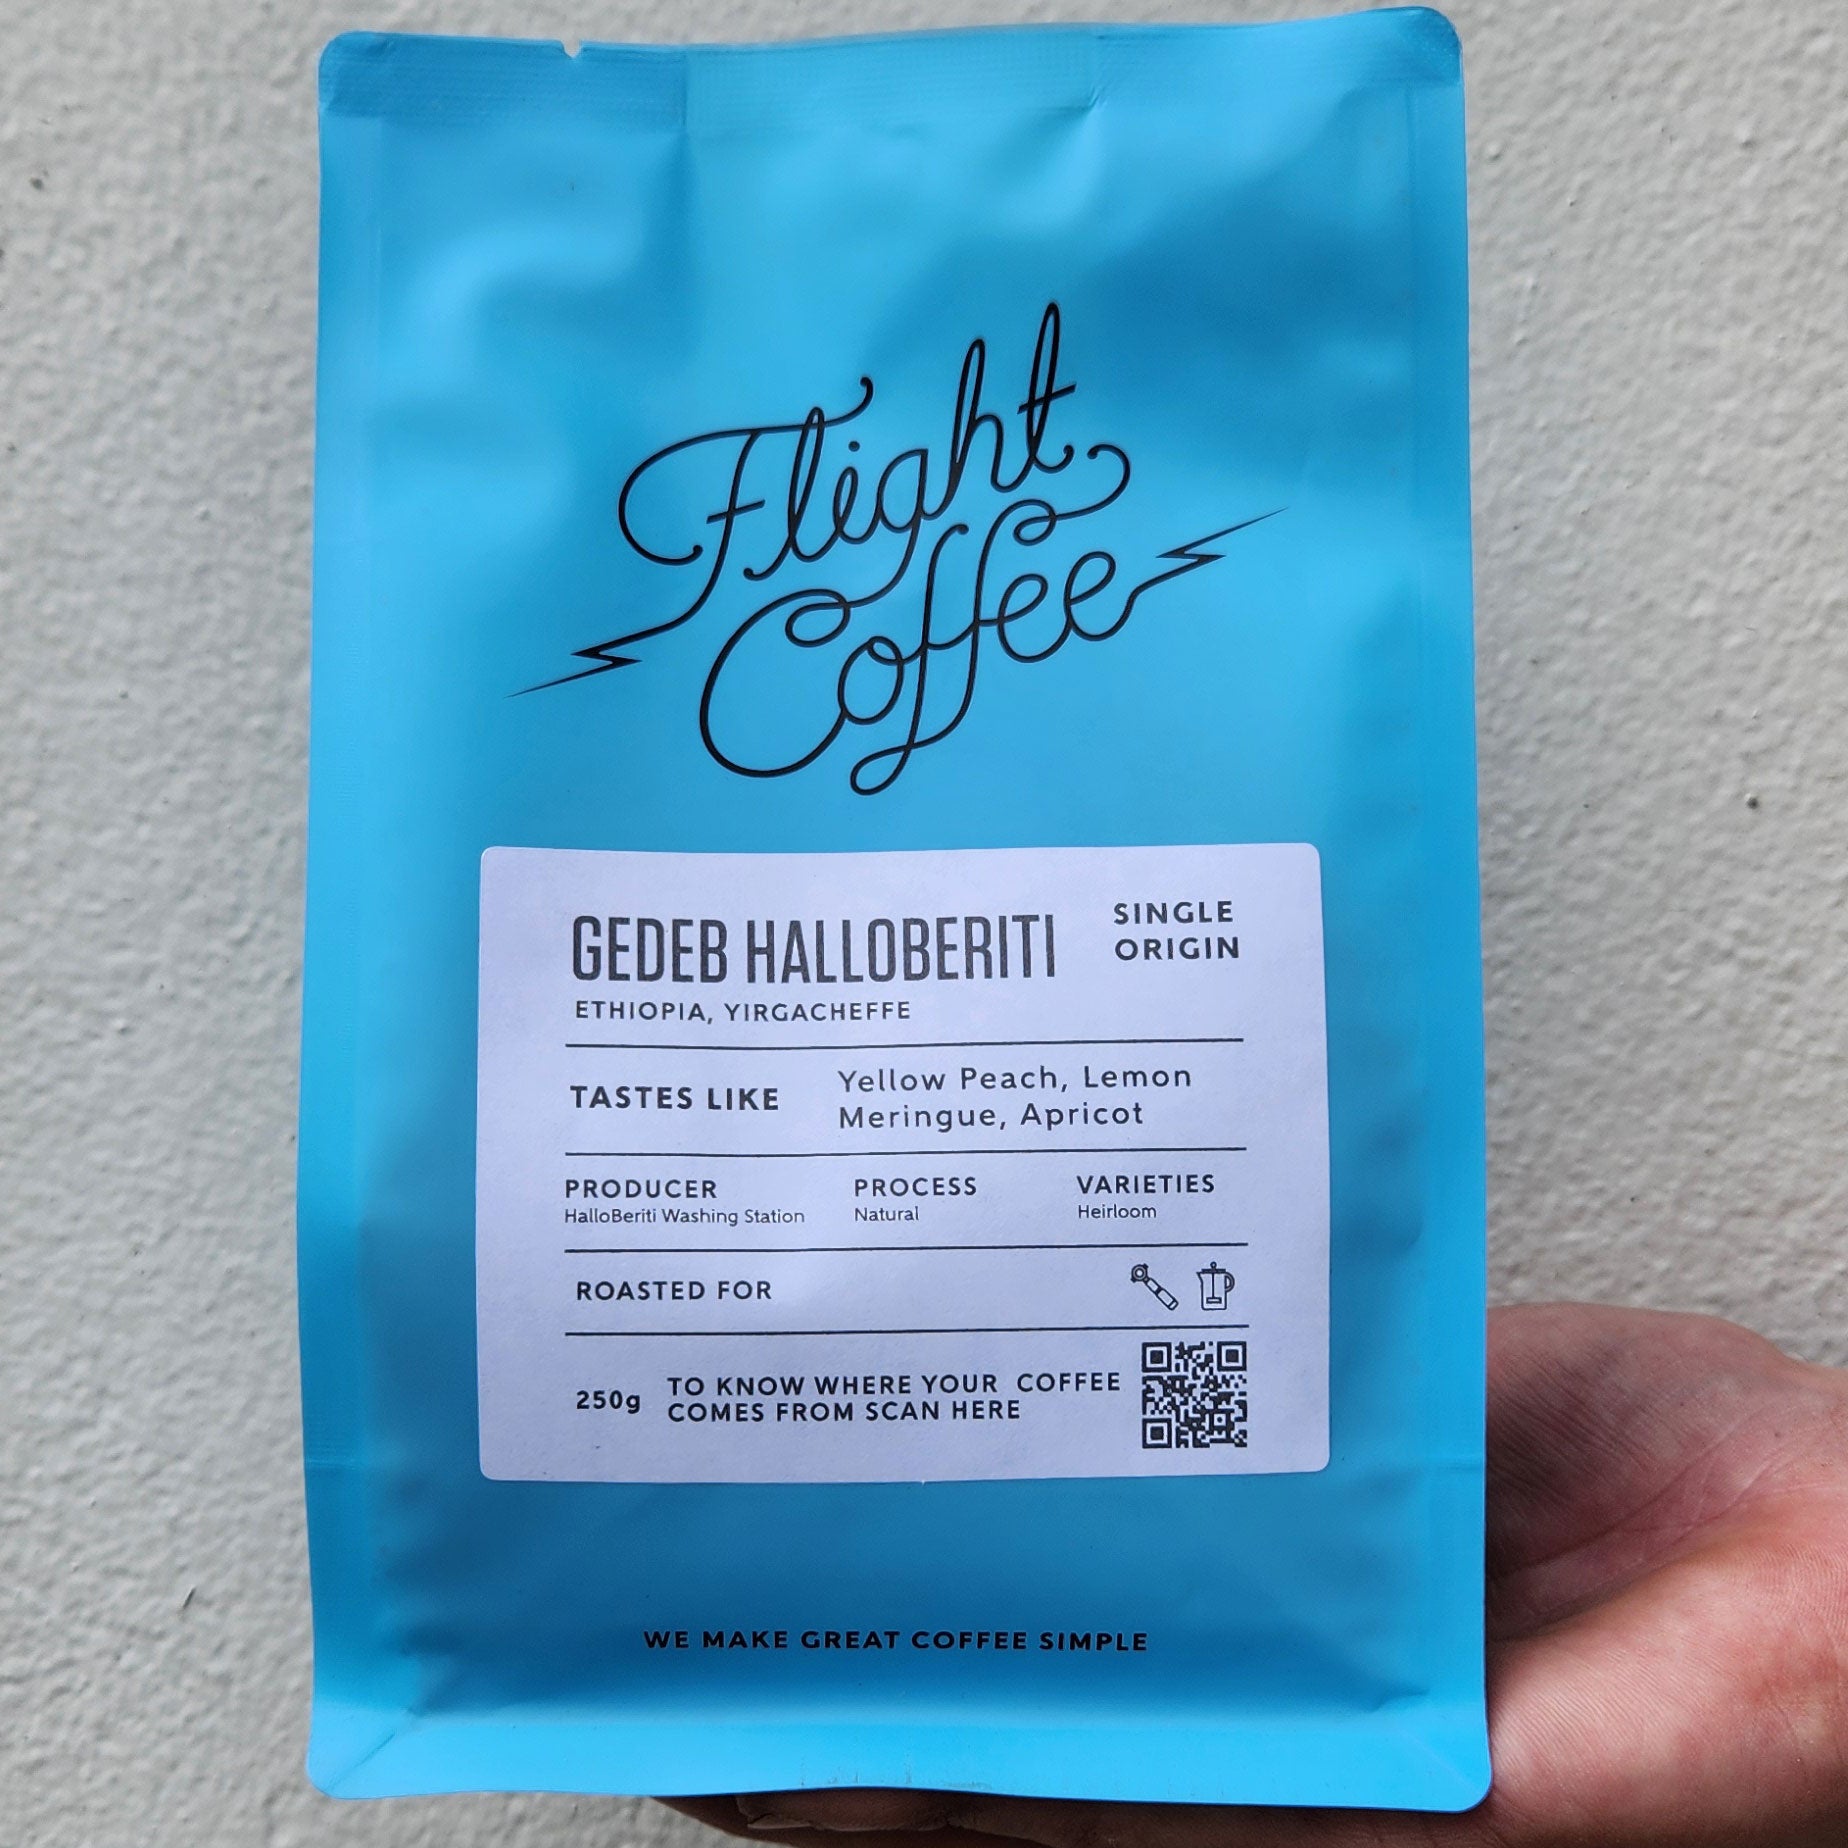 Flight
Coffee
GEDEB HALLOBERITI
SINGLE
ORIGIN
ETHIOPIA, YIRGACHEFFE
TASTES LIKE
Yellow Peach, Lemon
Meringue, Apricot
PRODUCER
HalloBeriti Washing Station
PROCESS
Natural
VARIETIES
Heirloom
ROASTED FOR
250g
TO KNOW WHERE YOUR COFFEE
COMES FROM SCAN HERE
WE MAKE GREAT COFFEE SIMPLE